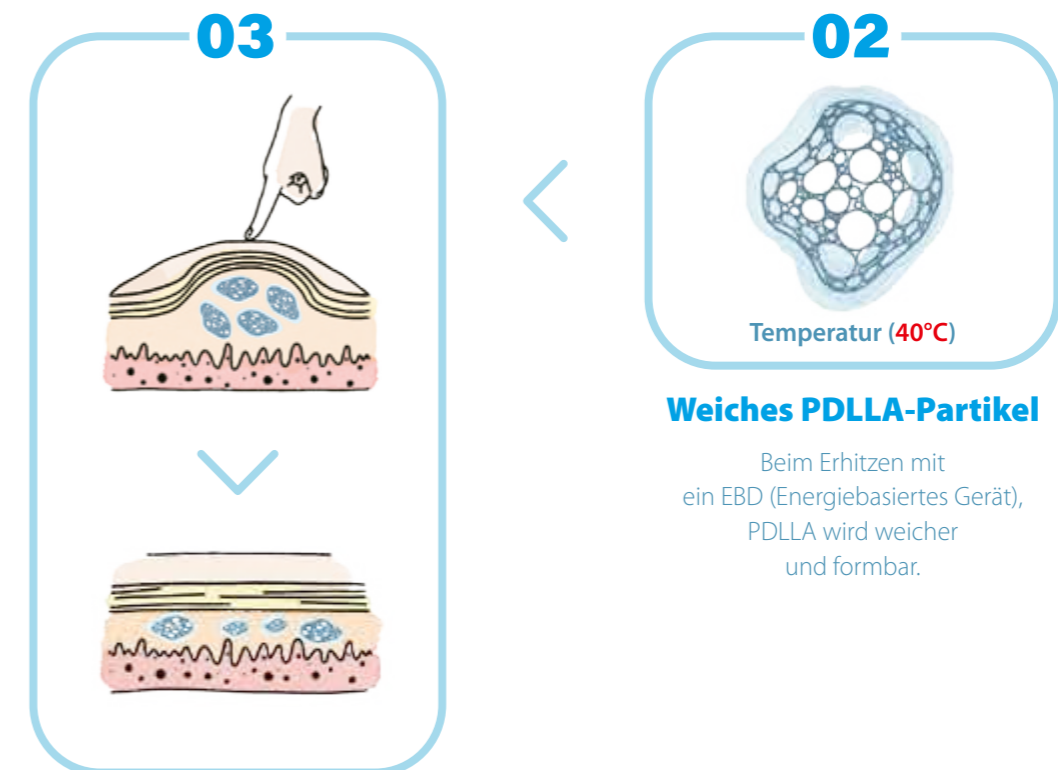 03
02
Temperatur (40°C)
Weiches PDLLA-Partikel
Beim Erhitzen mit
ein EBD (Energiebasiertes Gerät),
PDLLA wird weicher
und formbar.